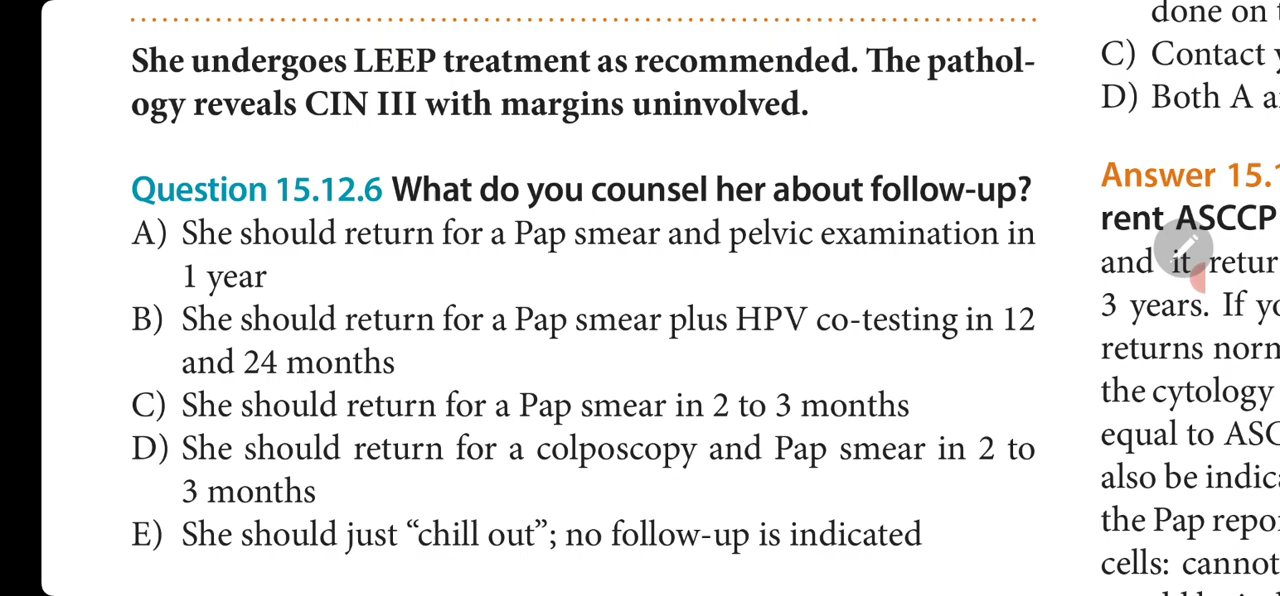 She undergoes LEEP treatment as recommended. The pathol-
ogy reveals CIN III with margins uninvolved.
Question 15.12.6 What do you counsel her about follow-up?
A) She should return for a Pap smear and pelvic examination in
1 year
B) She should return for a Pap smear plus HPV co-testing in 12
and 24 months
C) She should return for a Pap smear in 2 to 3 months
D) She should return for a colposcopy and Pap smear in 2 to
3 months
E) She should just “chill out”; no follow-up is indicated
done on
C) Contact
D) Both A
Answer 15.
rent ASCCP
and it
3 years. If
returns
the cytology
equal to
also be
the Pap
cells: cannot